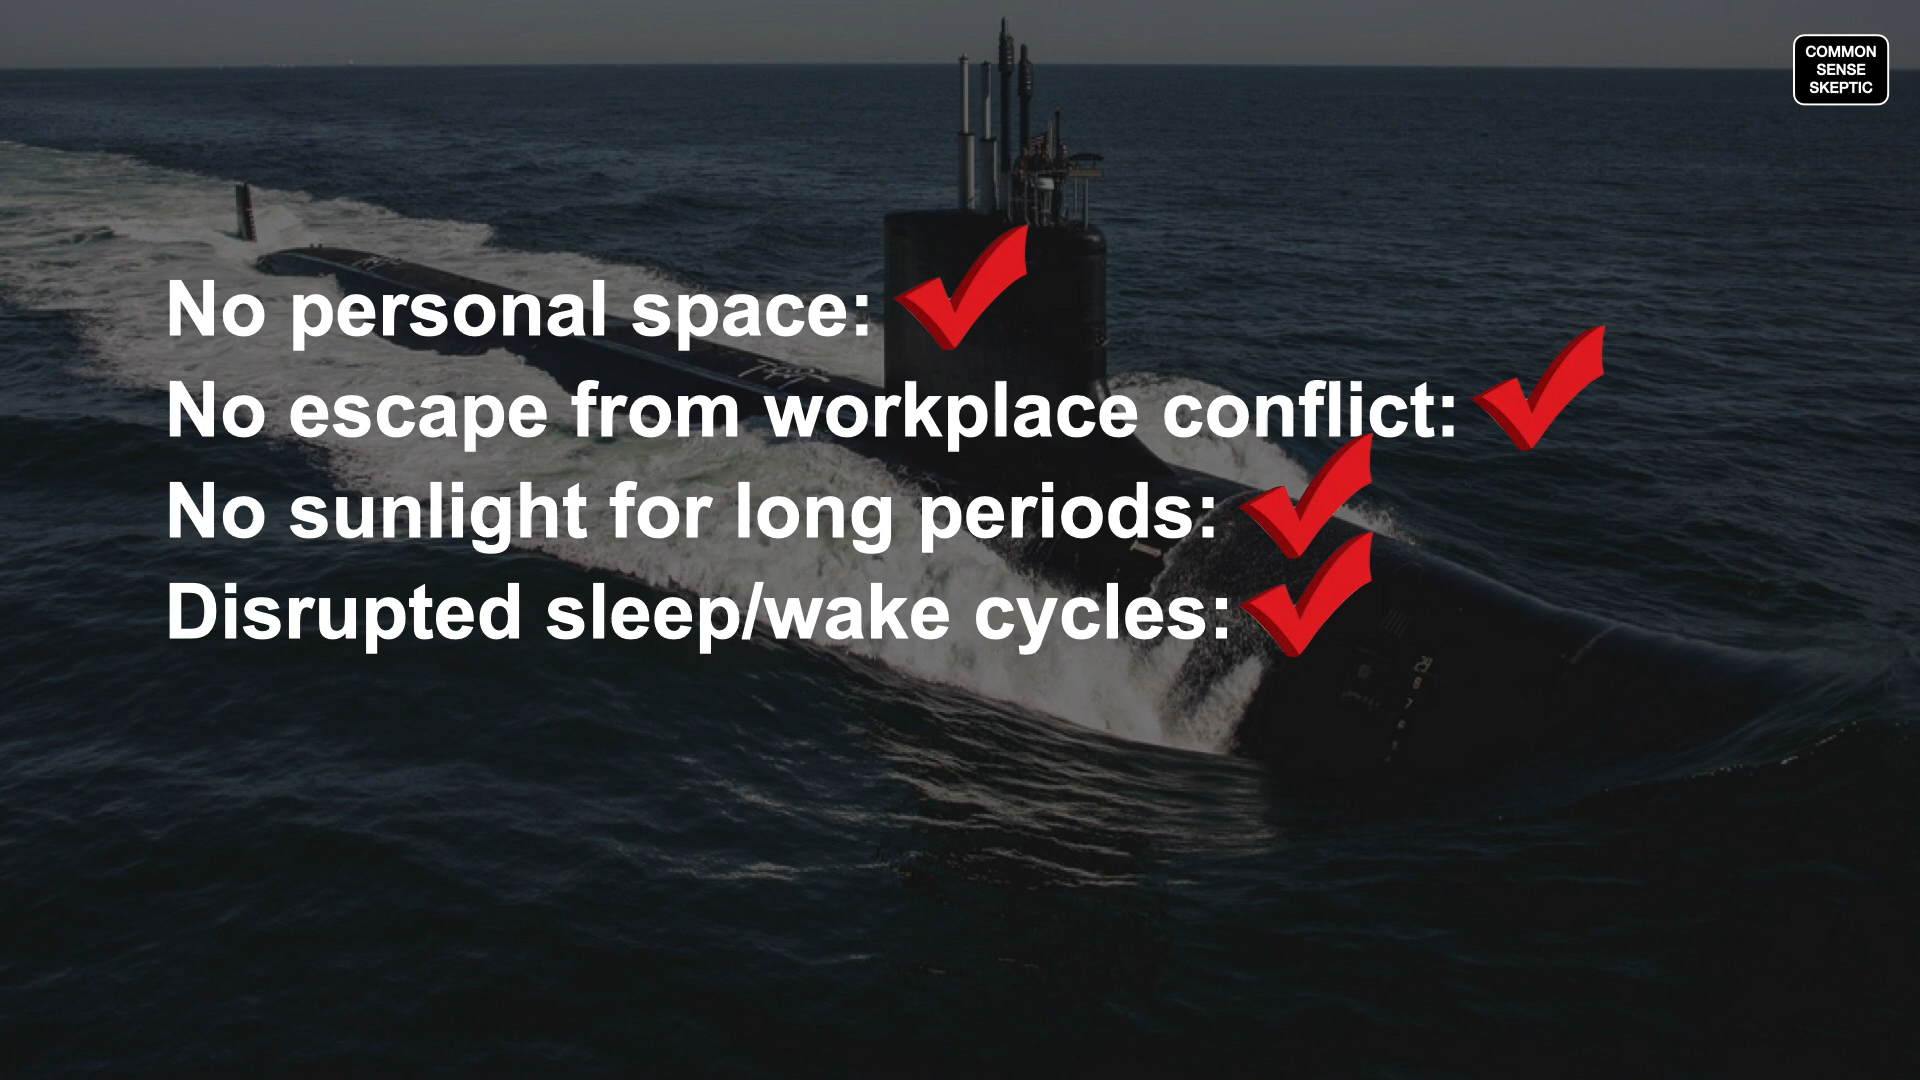 COMMON
SENSE
SKEPTIC
No personal space:
No escape from workplace conflict:
No sunlight for long periods:
Disrupted sleep/wake cycles: